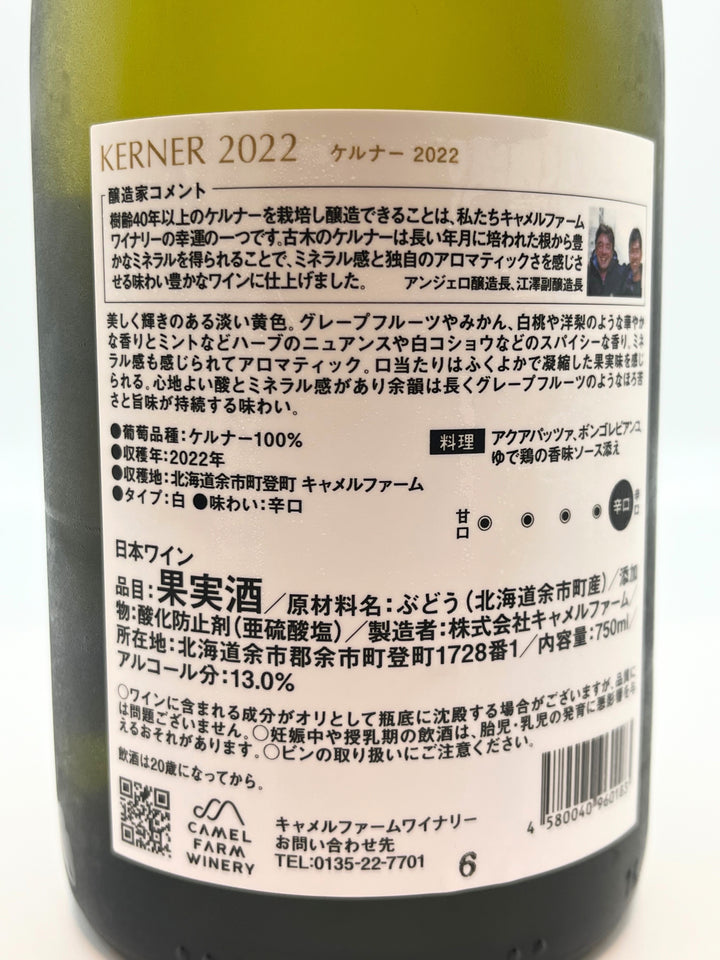 KERNER 2022 ケルナー 2022
醸造家コメント
樹齢40年以上のケルナーを栽培し醸造できることは、私たちキャメルファーム
ワイナリーの幸運の一つです。古木のケルナーは長い年月に培われた根から豊
かなミネラルを得られることで、ミネラル感と独自のアロマティックさを感じさ
せる味わい豊かなワインに仕上げました。 アンジェロ醸造長、江澤副醸造長
美しく輝きのある淡い黄色。グレープフルーツやみかん、白桃や洋梨のような華やか
な香りとミントなどハーブのニュアンスや白コショウなどのスパイシーな香り。ミネ
ラル感も感じられてアロマティック。口当たりはふくよかで凝縮した果実味を感じ
られる。心地よい酸とミネラル感があり余韻は長くグレープフルーツのようなほろ苦
さと旨味が持続する味わい。
●葡萄品種：ケルナー100%
●収穫年：2022年
●収穫地：北海道余市町登町 キャメルファーム
●タイプ：白 ●味わい：辛口
料理 アクアパッツァ、ボンゴレビアンコ、
ゆで鶏の香味ソース添え
甘口 辛口 辛口
日本ワイン
品目：果実酒／原材料名：ぶどう（北海道余市町産）／添加
物：酸化防止剤（亜硫酸塩）／製造者：株式会社キャメルファーム／
所在地：北海道余市郡余市町登町1728番1／内容量：750ml／
アルコール分：13.0%
○ワインに含まれる成分がオリとして瓶底に沈殿する場合がございますが、品質に
は問題ございません。○妊娠中や授乳期の飲酒は、胎児・乳児の発育に悪影響を与
えるおそれがあります。○ビンの取り扱いにご注意ください。
飲酒は20歳になってから。
CAMEL
FARM
WINERY
キャメルファームワイナリー
お問い合わせ先
TEL:0135-22-7701
6
4 580040 960183